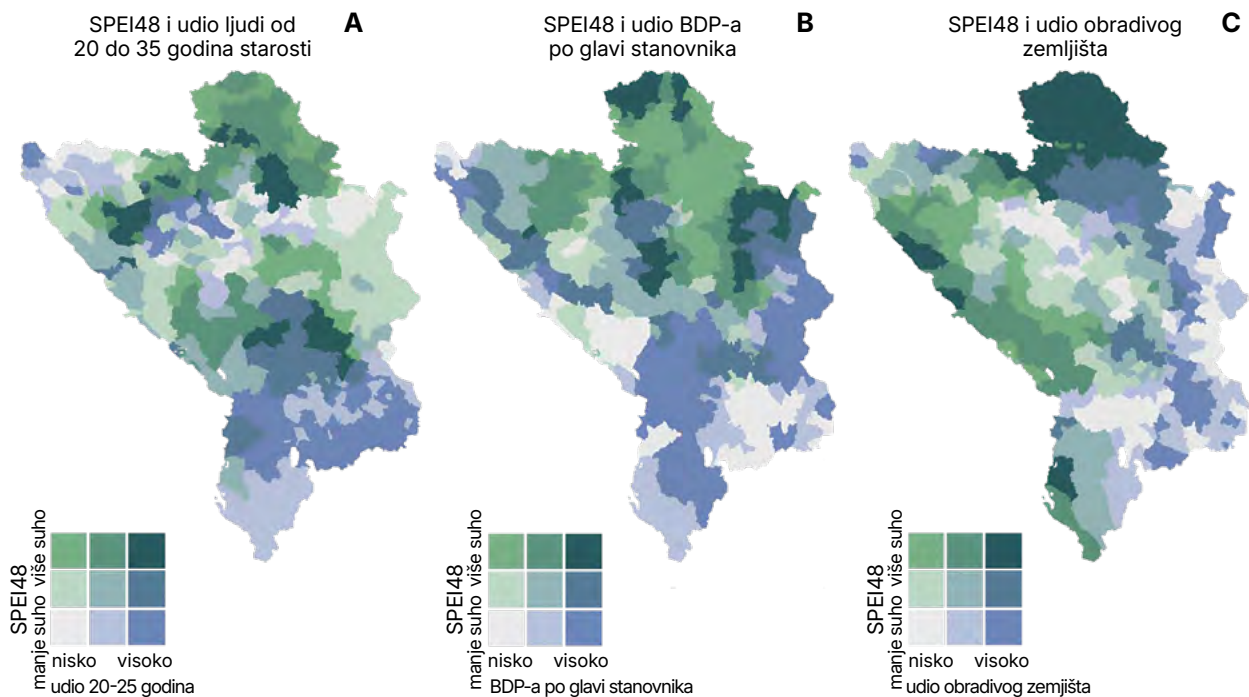 SPEI48 i udio ljudi od
20 do 35 godina starosti
A
SPEI48
manje suho više suho
nisko visoko
udio 20-25 godina
SPEI48 i udio BDP-a
po glavi stanovnika
B
SPEI48
manje suho više suho
nisko visoko
BDP-a po glavi stanovnika
SPEI48 i udio obradivog
zemljišta
C
SPEI48
manje suho više suho
nisko visoko
udio obradivog zemljišta